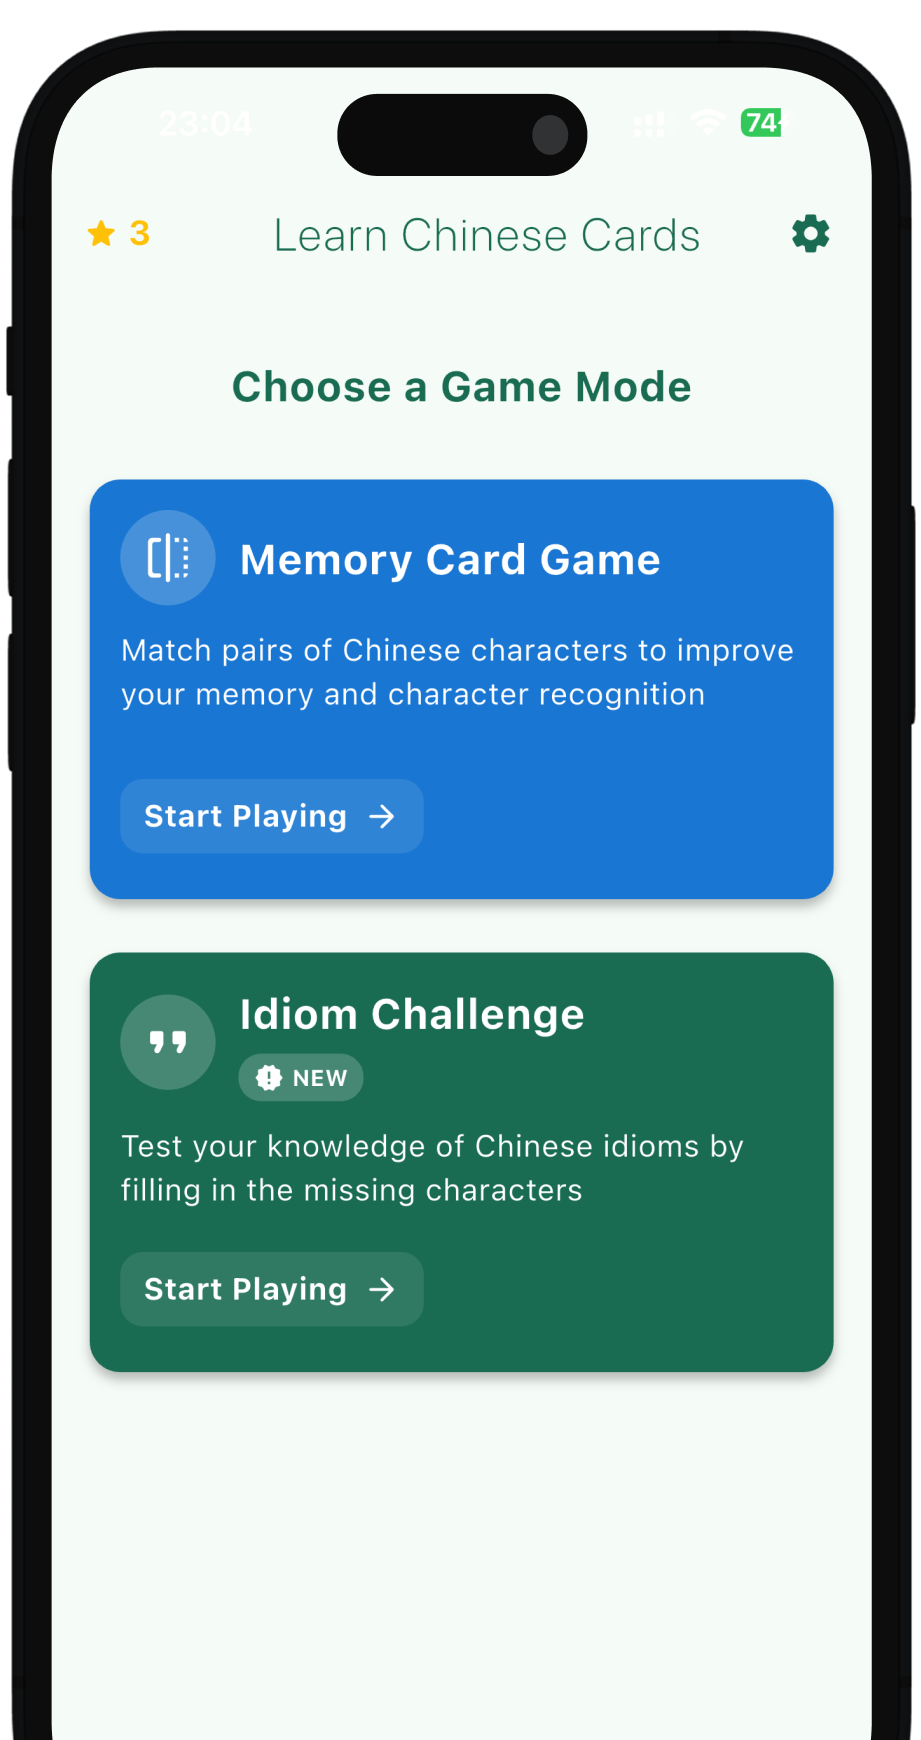 23:04
74
3
Learn Chinese Cards
Choose a Game Mode
Memory Card Game
Match pairs of Chinese characters to improve
your memory and character recognition
Start Playing
Idiom Challenge
NEW
Test your knowledge of Chinese idioms by
filling in the missing characters
Start Playing